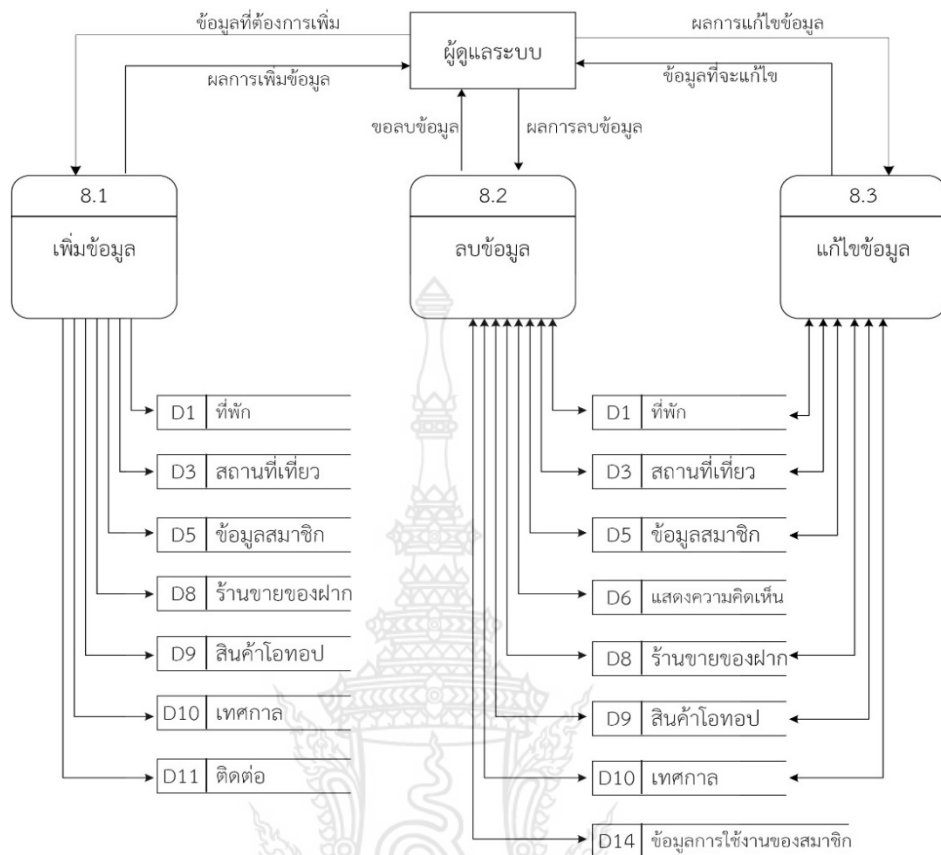 ข้อมูลที่ต้องการเพิ่ม
ผลการแก้ไขข้อมูล
ผู้ดูแลระบบ
ผลการเพิ่มข้อมูล
ข้อมูลที่จะแก้ไข
ขอลบข้อมูล
ผลการลบข้อมูล
8.1
เพิ่มข้อมูล
8.2
ลบข้อมูล
8.3
แก้ไขข้อมูล
D1 ที่พัก
D3 สถานที่เที่ยว
D5 ข้อมูลสมาชิก
D8 ร้านขายของฝาก
D9 สินค้าโอทอป
D10 เทศกาล
D11 ติดต่อ
D1 ที่พัก
D3 สถานที่เที่ยว
D5 ข้อมูลสมาชิก
D6 แสดงความคิดเห็น
D8 ร้านขายของฝาก
D9 สินค้าโอทอป
D10 เทศกาล
D14 ข้อมูลการใช้งานของสมาชิก